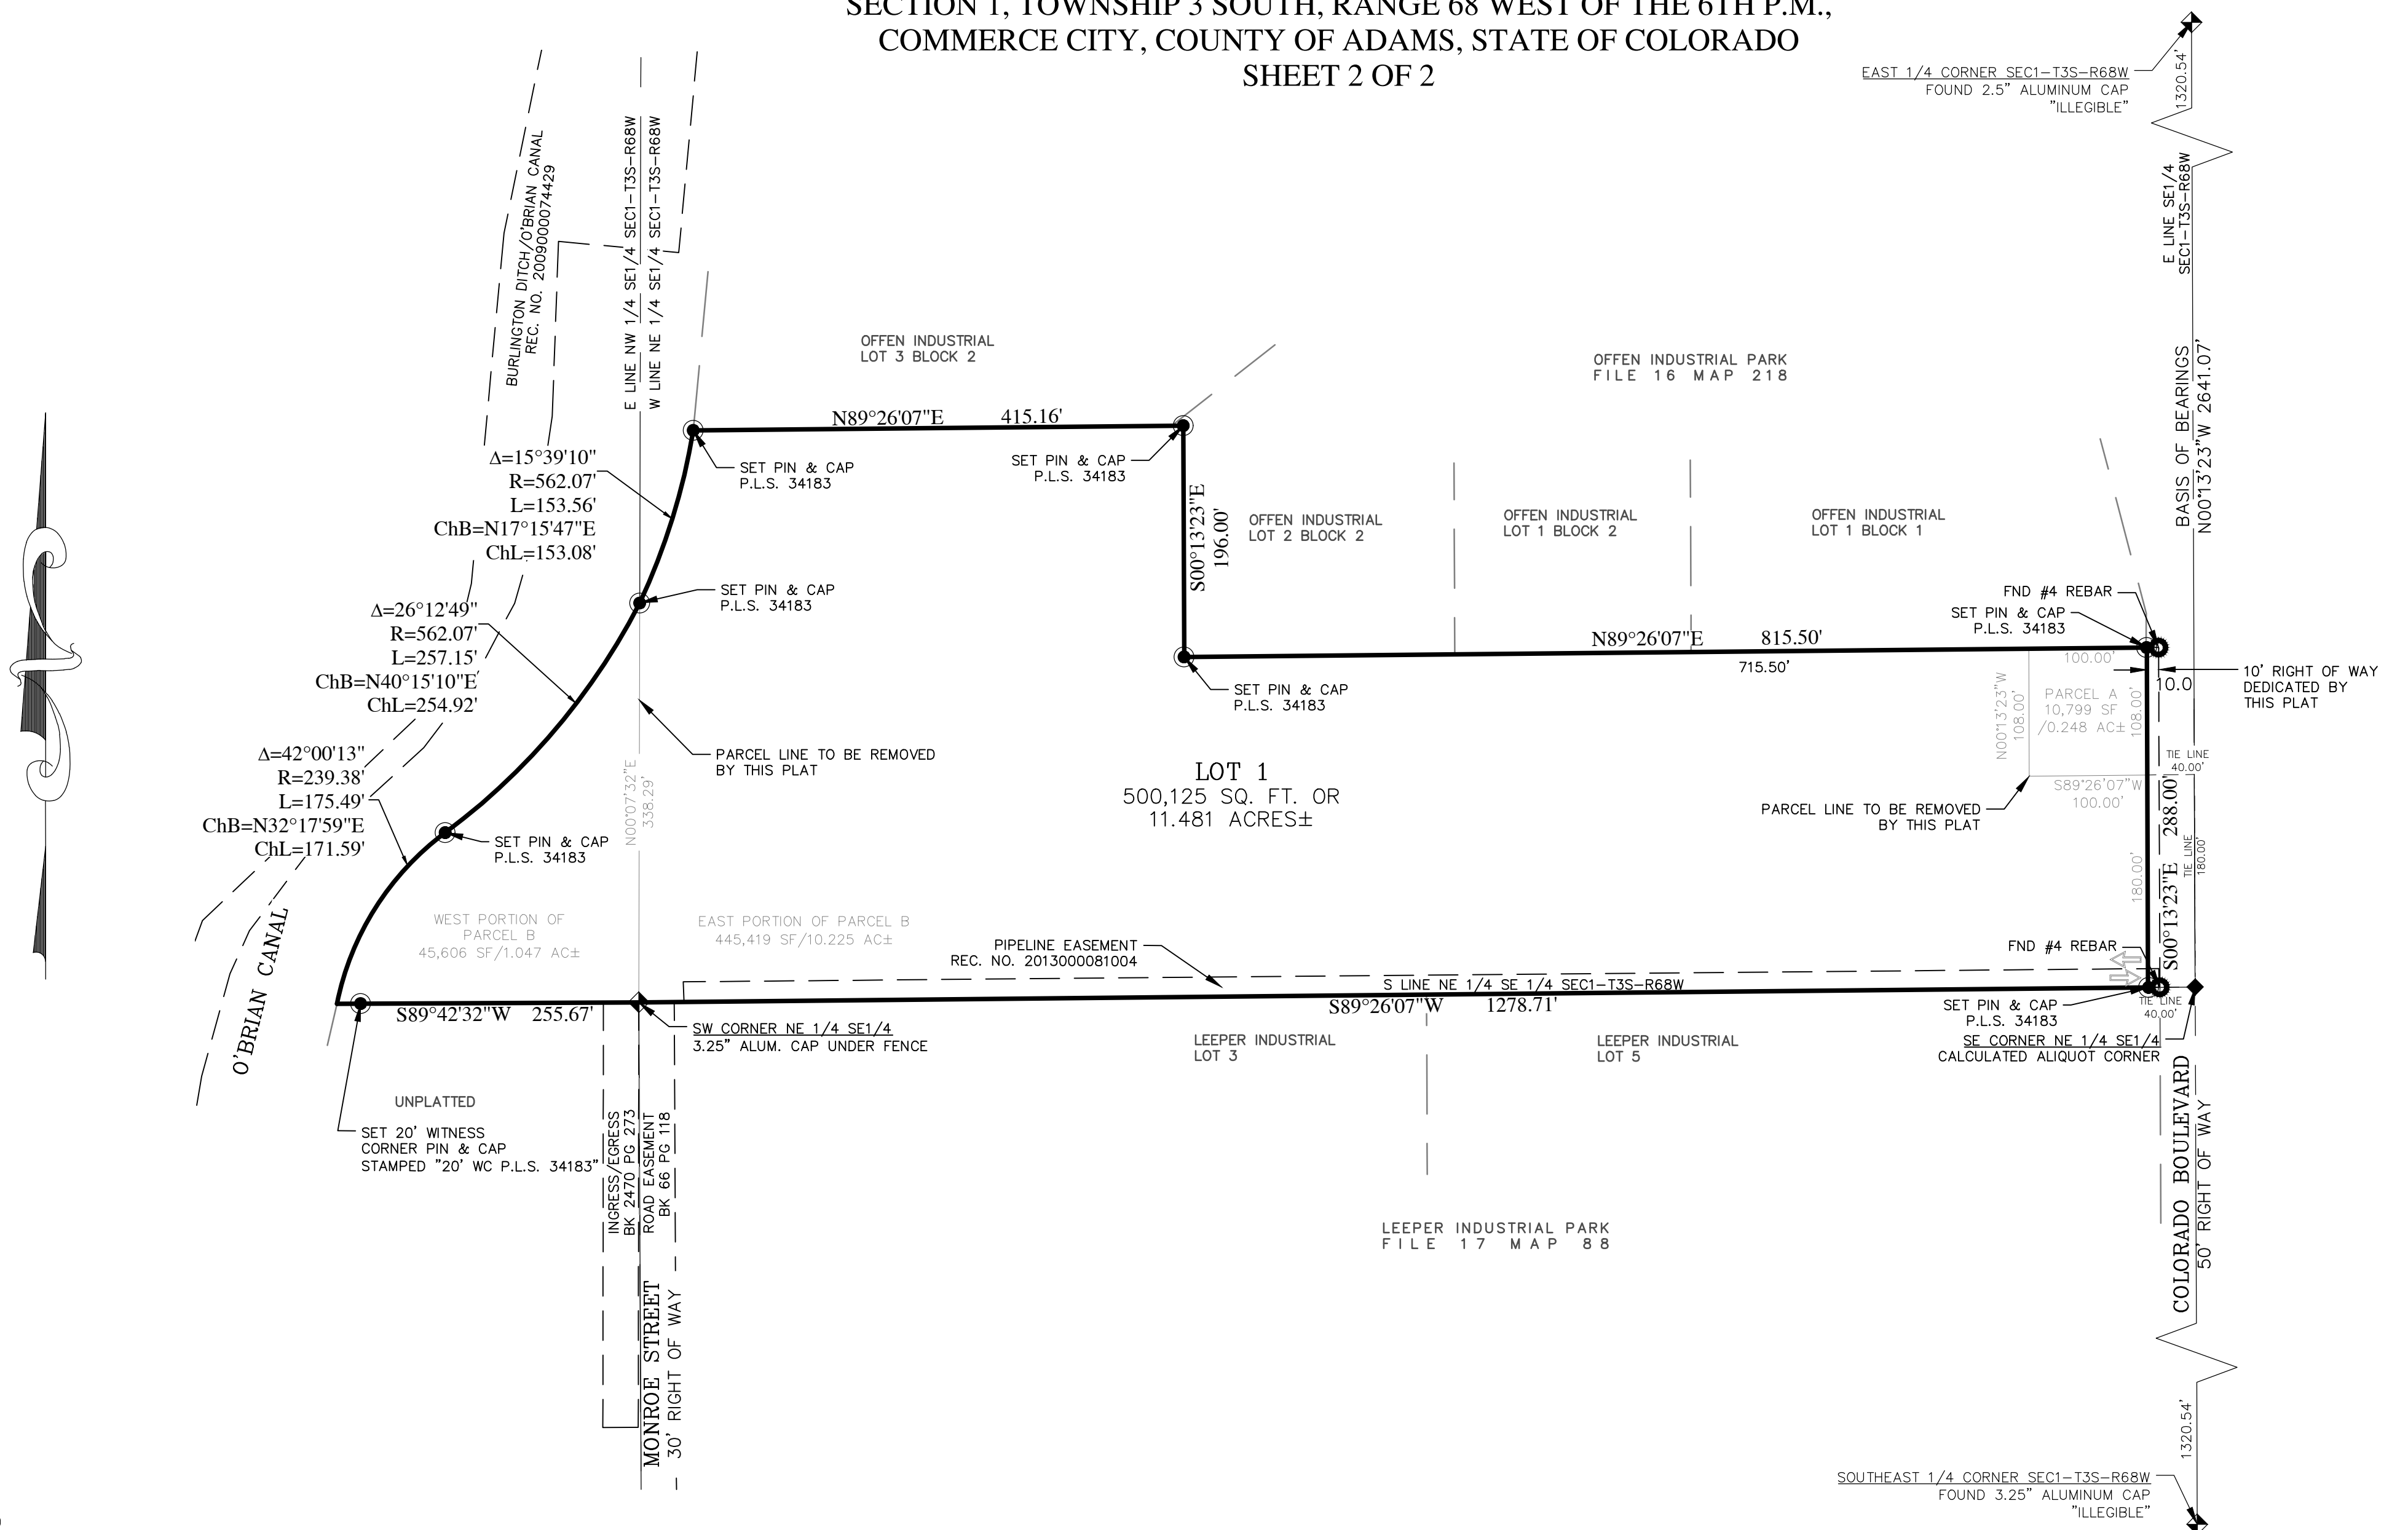 SECTION 1, TOWNSHIP 3 SOUTH, RANGE 68 WEST OF THE 6TH P.M.,
COMMERCE CITY, COUNTY OF ADAMS, STATE OF COLORADO
SHEET 2 OF 2
EAST 1/4 CORNER SEC1-T3S-R68W
FOUND 2.5" ALUMINUM CAP
"ILLEGIBLE"
1320.54'
E LINE SE1/4
SEC1-T3S-R68W
BASIS OF BEARINGS
N00°13'23"W 2641.07'
BURLINGTON DITCH/O'BRIAN CANAL
REC. NO. 2009000074429
E LINE NW 1/4 SE1/4 SEC1-T3S-R68W
W LINE NE 1/4 SE1/4 SEC1-T3S-R68W
OFFEN INDUSTRIAL
LOT 3 BLOCK 2
OFFEN INDUSTRIAL PARK
FILE 16 MAP 218
N89°26'07"E 415.16'
SET PIN & CAP
P.L.S. 34183
SET PIN & CAP
P.L.S. 34183
Δ=15°39'10"
R=562.07'
L=153.56'
ChB=N17°15'47"E
ChL=153.08'
S00°13'23"E
196.00'
OFFEN INDUSTRIAL
LOT 2 BLOCK 2
OFFEN INDUSTRIAL
LOT 1 BLOCK 2
OFFEN INDUSTRIAL
LOT 1 BLOCK 1
SET PIN & CAP
P.L.S. 34183
FND #4 REBAR
SET PIN & CAP
P.L.S. 34183
Δ=26°12'49"
R=562.07'
L=257.15'
ChB=N40°15'10"E
ChL=254.92'
N89°26'07"E 815.50'
715.50'
100.00'
SET PIN & CAP
P.L.S. 34183
10.0
10' RIGHT OF WAY
DEDICATED BY
THIS PLAT
N00°13'23"W
108.00'
PARCEL A
10,799 SF
/0.248 AC±
108.00'
TIE LINE
40.00'
S89°26'07"W
100.00'
PARCEL LINE TO BE REMOVED
BY THIS PLAT
PARCEL LINE TO BE REMOVED
BY THIS PLAT
N00°07'32"E
338.29'
LOT 1
500,125 SQ. FT. OR
11.481 ACRES±
Δ=42°00'13"
R=239.38'
L=175.49'
ChB=N32°17'59"E
ChL=171.59'
SET PIN & CAP
P.L.S. 34183
180.00'
S00°13'23"E 288.00'
TIE LINE
180.00'
WEST PORTION OF
PARCEL B
45,606 SF/1.047 AC±
EAST PORTION OF PARCEL B
445,419 SF/10.225 AC±
PIPELINE EASEMENT
REC. NO. 2013000081004
FND #4 REBAR
O'BRIAN CANAL
S LINE NE 1/4 SE 1/4 SEC1-T3S-R68W
S89°42'32"W 255.67'
S89°26'07"W 1278.71'
SW CORNER NE 1/4 SE1/4
3.25" ALUM. CAP UNDER FENCE
SET PIN & CAP
P.L.S. 34183
TIE LINE
40.00'
SE CORNER NE 1/4 SE1/4
CALCULATED ALIQUOT CORNER
LEEPER INDUSTRIAL
LOT 3
LEEPER INDUSTRIAL
LOT 5
UNPLATTED
SET 20' WITNESS
CORNER PIN & CAP
STAMPED "20' WC P.L.S. 34183"
INGRESS/EGRESS
BK 2470 PG 273
ROAD EASEMENT
BK 66 PG 118
LEEPER INDUSTRIAL PARK
FILE 17 MAP 88
MONROE STREET
30' RIGHT OF WAY
COLORADO BOULEVARD
50' RIGHT OF WAY
1320.54'
SOUTHEAST 1/4 CORNER SEC1-T3S-R68W
FOUND 3.25" ALUMINUM CAP
"ILLEGIBLE"